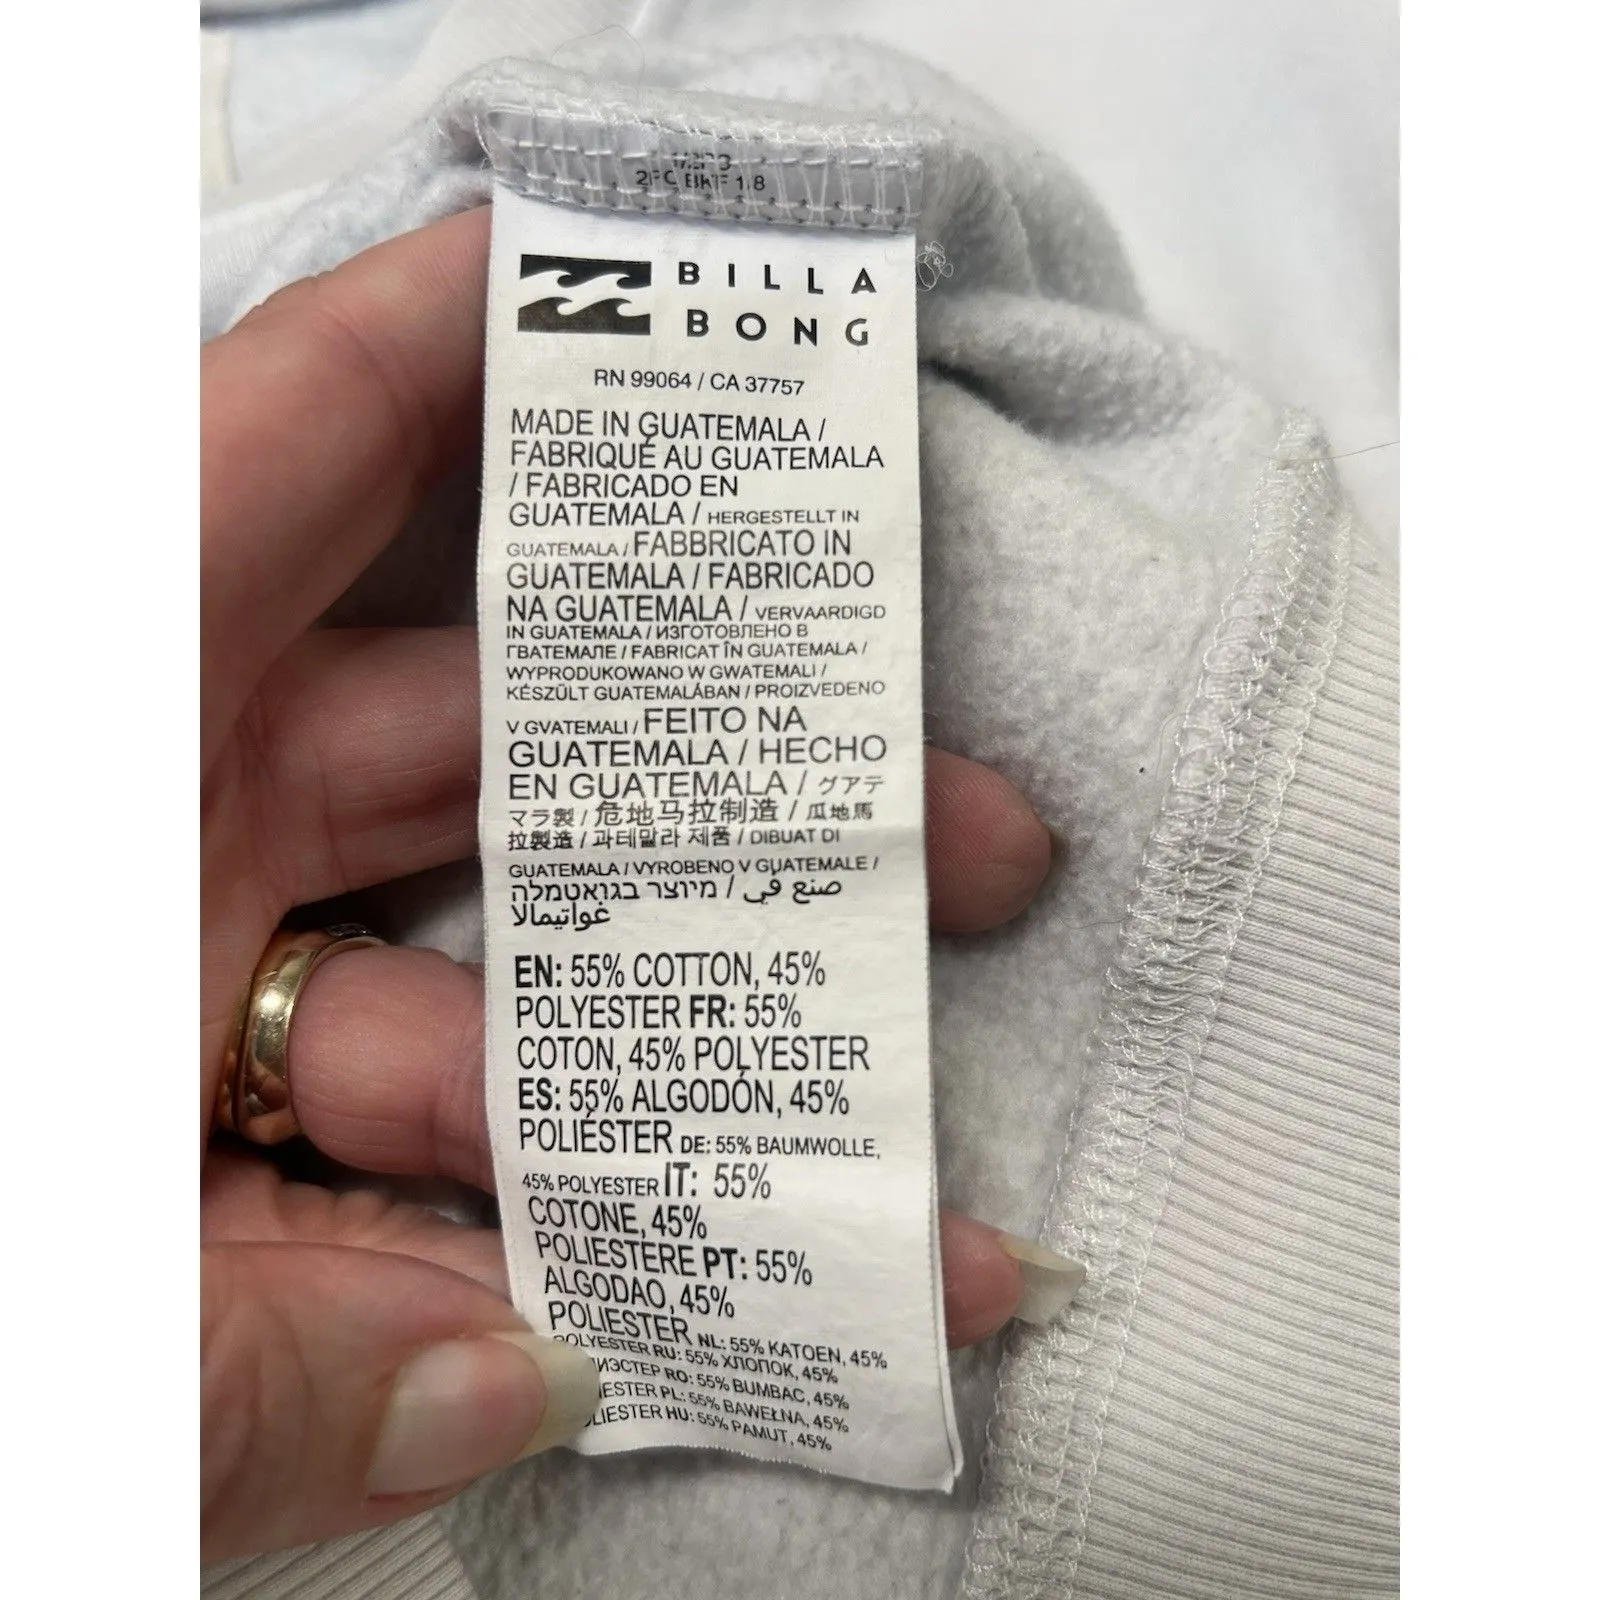 BILLA
BONG
RN 99064 / CA 37757
MADE IN GUATEMALA /
FABRIQUÉ AU GUATEMALA
/ FABRICADO EN
GUATEMALA / HERGESTELLT IN
GUATEMALA / FABBRICATO IN
GUATEMALA / FABRICADO
NA GUATEMALA / VERVAARDIGD
IN GUATEMALA / ИЗГОТОВЛЕНО В
ГВАТЕМАЛЕ / FABRICAT ÎN GUATEMALA /
WYPRODUKOWANO W GWATEMALI /
KÉSZÜLT GUATEMALÁBAN / PROIZVEDENO
V GVATEMALI / FEITO NA
GUATEMALA / HECHO
EN GUATEMALA / グアテ
マラ製 / 危地马拉制造 / 瓜地馬
拉製造 / 과테말라 제품 / DIBUAT DI
GUATEMALA / VYROBENO V GUATEMALE /
מיוצר בגואטמלה / صنع في
غواتيمالا
EN: 55% COTTON, 45%
POLYESTER FR: 55%
COTON, 45% POLYESTER
ES: 55% ALGODÓN, 45%
POLIÉSTER DE: 55% BAUMWOLLE,
45% POLYESTER IT: 55%
COTONE, 45%
POLIESTERE PT: 55%
ALGODAO, 45%
POLIESTER NL: 55% KATOEN, 45%
POLYESTER RU: 55% ХЛОПОК, 45%
RO: 55% BUMBAC, 45%
PL: 55% BAWEŁNA, 45%
HU: 55% PAMUT, 45%